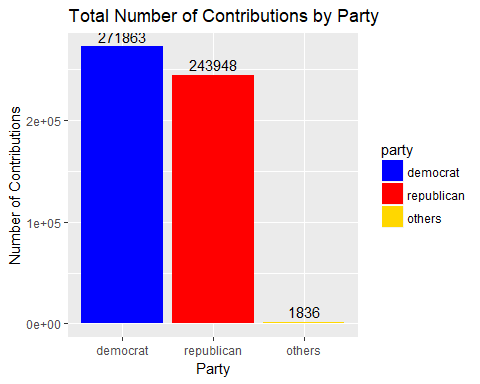 Total Number of Contributions by Party
271863
243948
1836
Number of Contributions
2e+05
1e+05
0e+00
democrat
republican
others
Party
party
democrat
republican
others